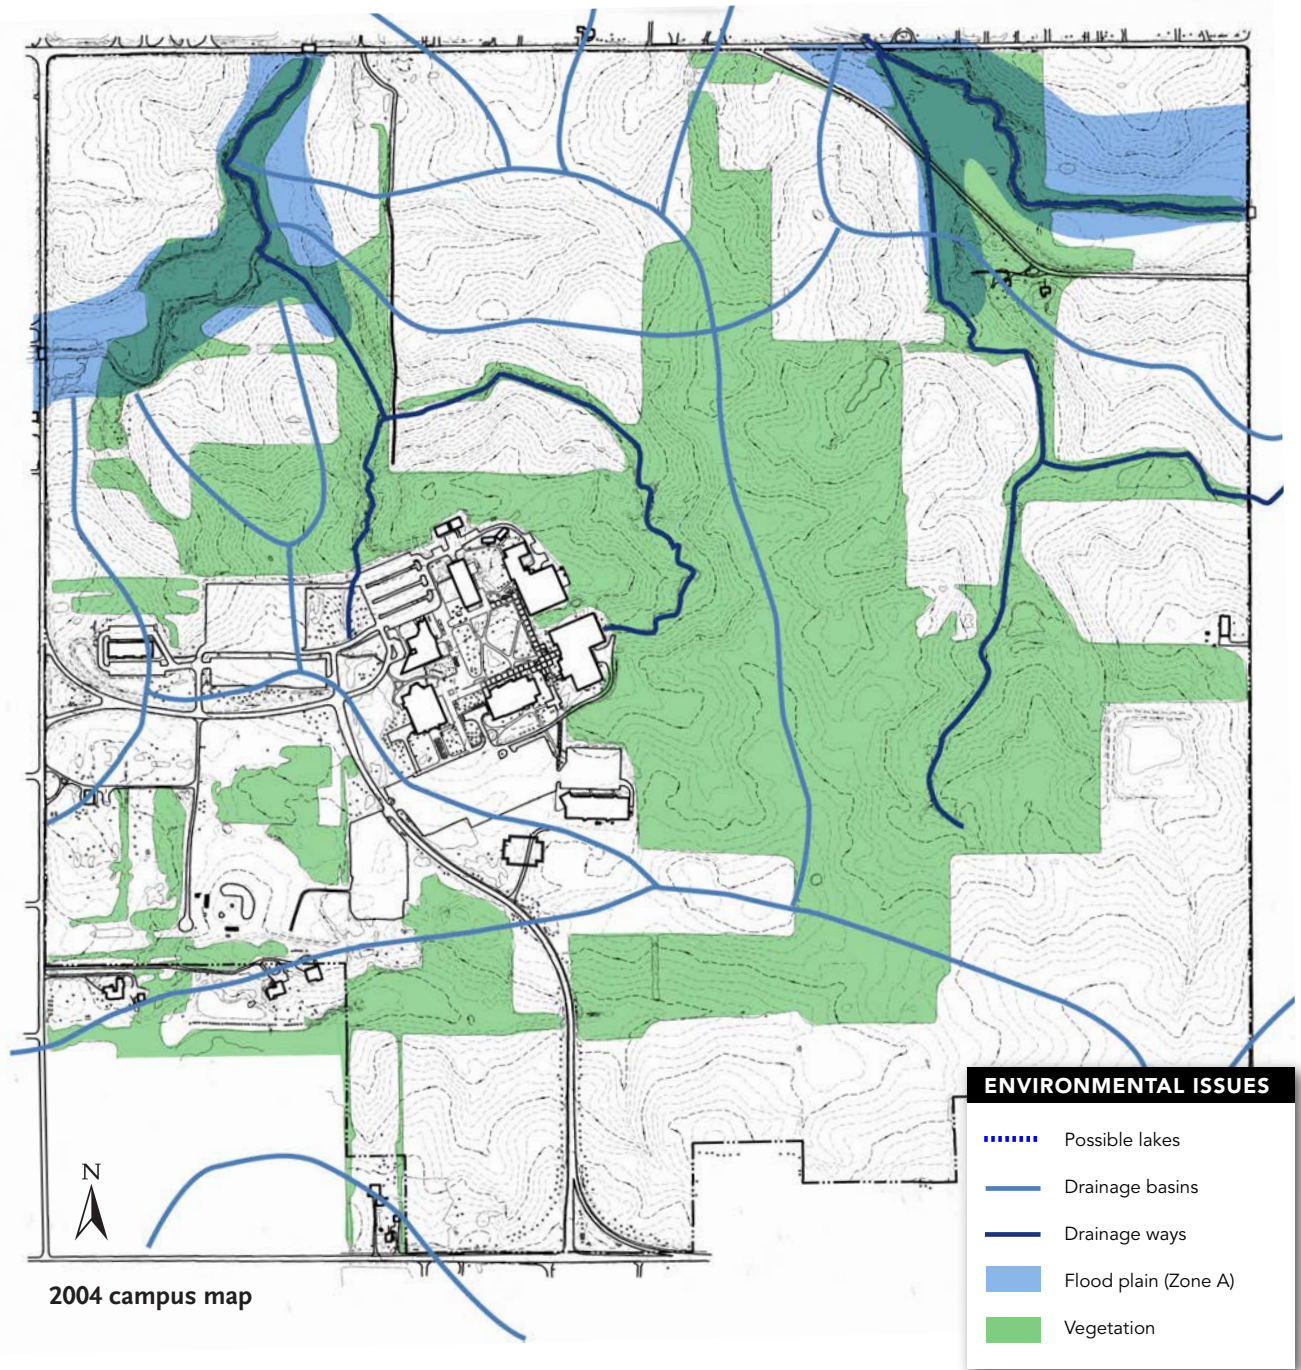 N
2004 campus map
ENVIRONMENTAL ISSUES
Possible lakes
Drainage basins
Drainage ways
Flood plain (Zone A)
Vegetation